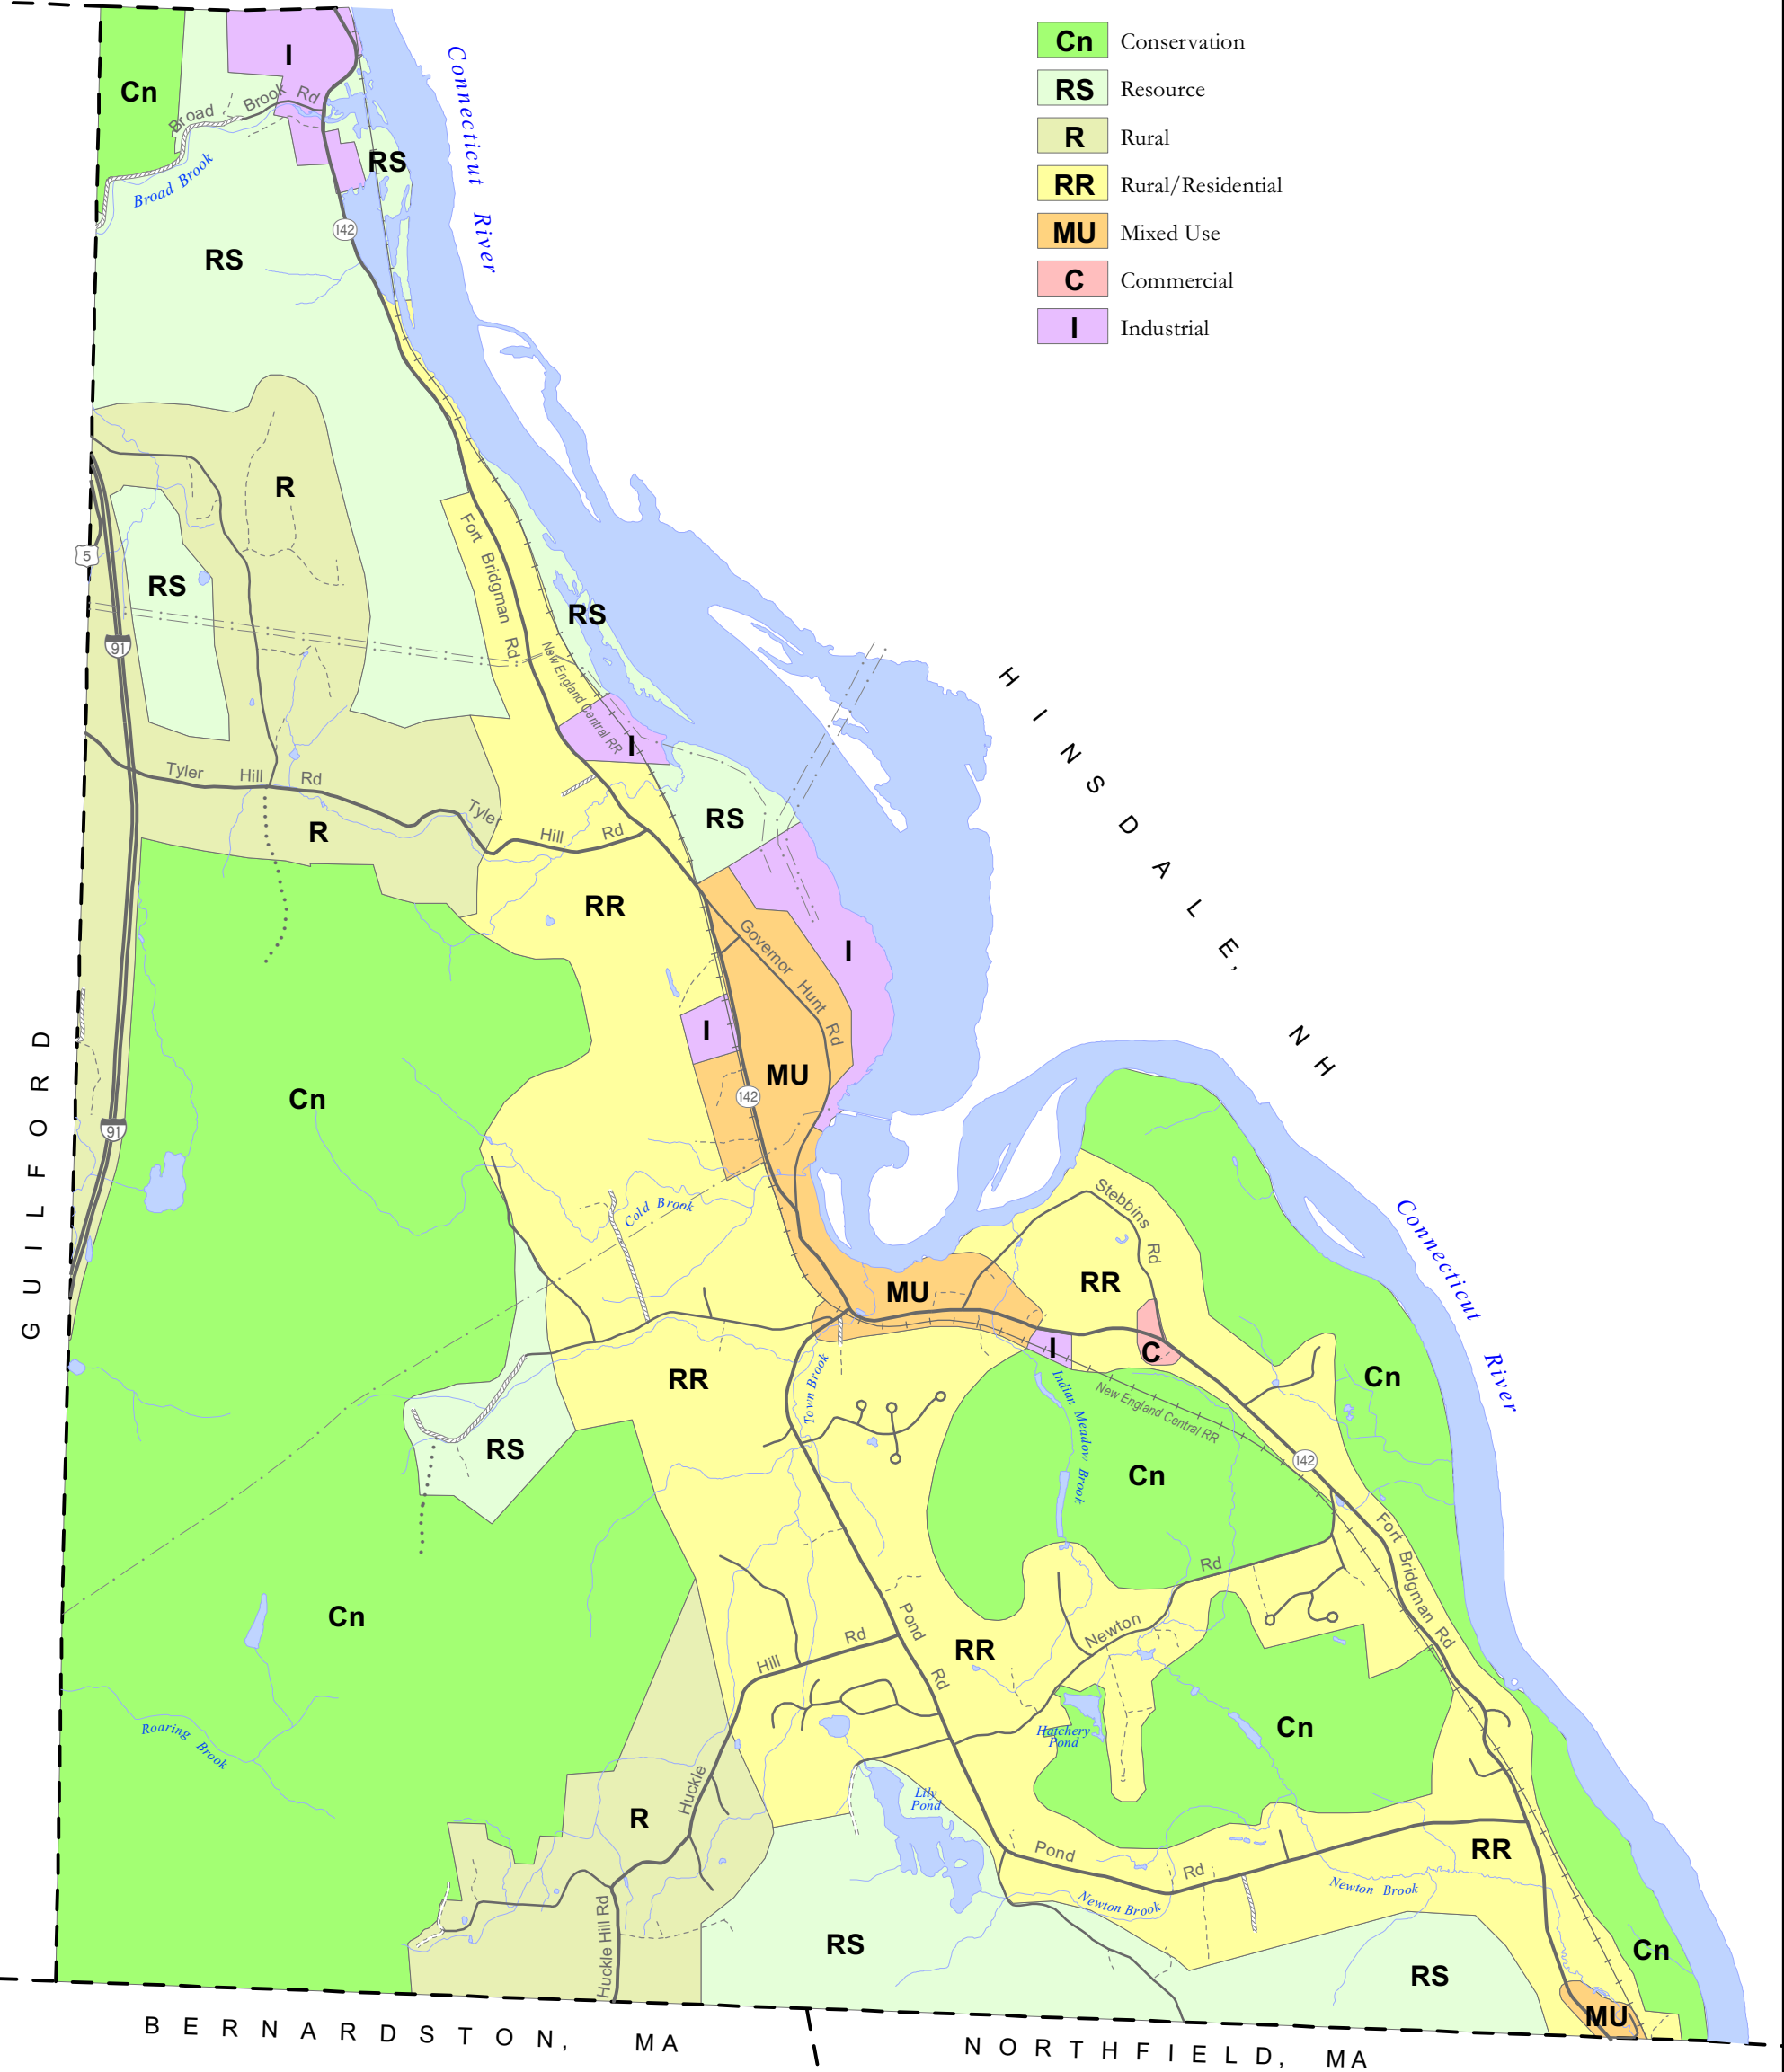 Cn Conservation
RS Resource
R Rural
RR Rural/Residential
MU Mixed Use
C Commercial
I Industrial
I
Cn
Connecticut River
Broad Brook Rd
RS
Broad Brook
142
RS
R
Fort Bridgman Rd
5
RS
RS
91
New England Central RR
HINSDALE, NH
I
Tyler Hill Rd
Tyler Hill Rd
RS
R
RR
Governor Hunt Rd
I
I
MU
Cn
142
91
GUILFORD
Stebbins Rd
Cold Brook
Connecticut River
RR
MU
I
C
RR
Cn
Town Brook
Indian Meadow Brook
New England Central RR
RS
142
Cn
Fort Bridgman Rd
Rd
Cn
Pond Rd
Newton
Hill Rd
RR
Roaring Brook
Hatchery Pond
Cn
Huckle
Lily Pond
R
Pond Rd
RR
Newton Brook
Newton Brook
Huckle Hill Rd
RS
Cn
RS
MU
BERNARDSTON, MA
NORTHFIELD, MA